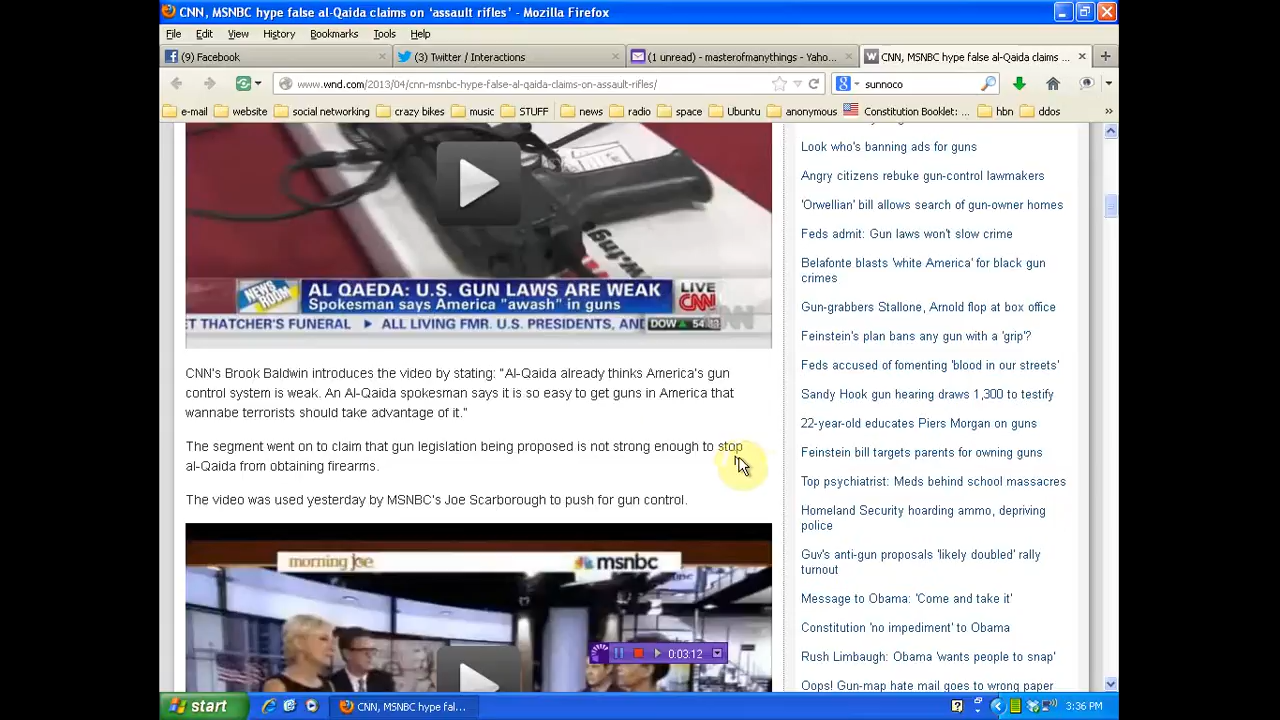 CNN, MSNBC hype false al-Qaida claims on 'assault rifles' - Mozilla Firefox
File Edit View History Bookmarks Tools Help
(9) Facebook
(3) Twitter / Interactions
(1 unread) - masterofmanythings - Yaho...
CNN, MSNBC hype false al-Qaida claims ...
www.wnd.com/2013/04/cnn-msnbc-hype-false-al-qaida-claims-on-assault-rifles/
sunnoco
e-mail website social networking crazy bikes music STUFF news radio space Ubuntu anonymous Constitution Booklet: ... hbn ddos
NEWS ROOM
AL QAEDA: U.S. GUN LAWS ARE WEAK
Spokesman says America "awash" in guns
LIVE
CNN
ET THATCHER'S FUNERAL ALL LIVING FMR. U.S. PRESIDENTS, AND
DOW
CNN's Brook Baldwin introduces the video by stating: "Al-Qaida already thinks America's gun
control system is weak. An Al-Qaida spokesman says it is so easy to get guns in America that
wannabe terrorists should take advantage of it."
The segment went on to claim that gun legislation being proposed is not strong enough to stop
al-Qaida from obtaining firearms.
The video was used yesterday by MSNBC's Joe Scarborough to push for gun control.
morning joe
msnbc
0:03:12
Look who's banning ads for guns
Angry citizens rebuke gun-control lawmakers
'Orwellian' bill allows search of gun-owner homes
Feds admit: Gun laws won't slow crime
Belafonte blasts 'white America' for black gun
crimes
Gun-grabbers Stallone, Arnold flop at box office
Feinstein's plan bans any gun with a 'grip'?
Feds accused of fomenting 'blood in our streets'
Sandy Hook gun hearing draws 1,300 to testify
22-year-old educates Piers Morgan on guns
Feinstein bill targets parents for owning guns
Top psychiatrist: Meds behind school massacres
Homeland Security hoarding ammo, depriving
police
Guv's anti-gun proposals 'likely doubled' rally
turnout
Message to Obama: 'Come and take it'
Constitution 'no impediment' to Obama
Rush Limbaugh: Obama 'wants people to snap'
Oops! Gun-map hate mail goes to wrong paper
start
CNN, MSNBC hype fal...
3:36 PM